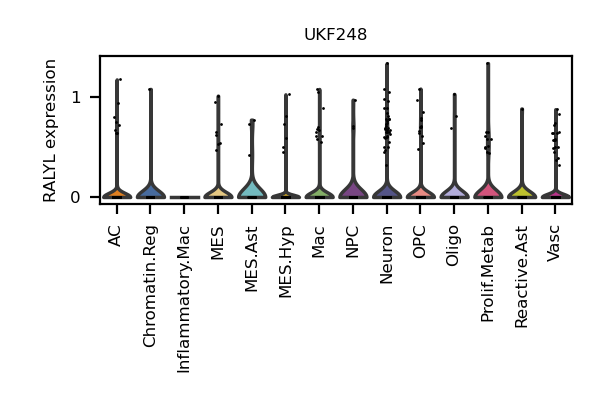 UKF248
RALYL expression
1
0
AC
Chromatin.Reg
Inflammatory.Mac
MES
MES.Ast
MES.Hyp
Mac
NPC
Neuron
OPC
Oligo
Prolif.Metab
Reactive.Ast
Vasc